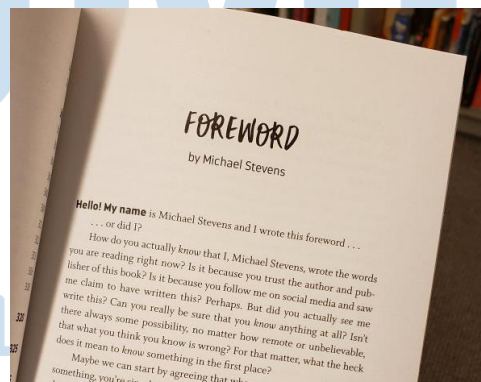 FOREWORD
by Michael Stevens
Hello! My name is Michael Stevens and I wrote this foreword . . .
. . . or did I?
How do you actually know that I, Michael Stevens, wrote the words
you are reading right now? Is it because you trust the author and pub-
lisher of this book? Is it because you follow me on social media and saw
me claim to have written this? Perhaps. But did you actually see me
write this? Can you really be sure that you know anything at all? Isn't
there always some possibility, no matter how remote or unbelievable,
that what you think you know is wrong? For that matter, what the heck
does it mean to know something in the first place?
Maybe we can start by agreeing that
something, you're
320